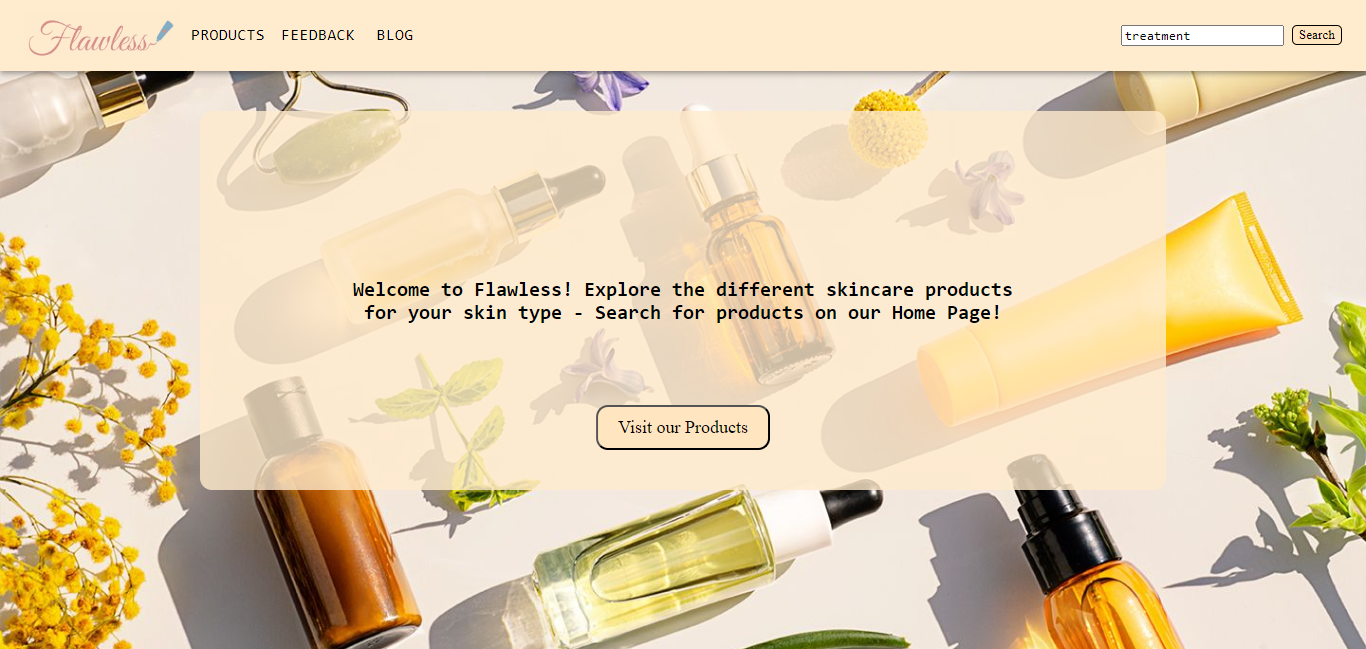 Flawless
PRODUCTS FEEDBACK BLOG
treatment
Search
Welcome to Flawless! Explore the different skincare products
for your skin type - Search for products on our Home Page!
Visit our Products